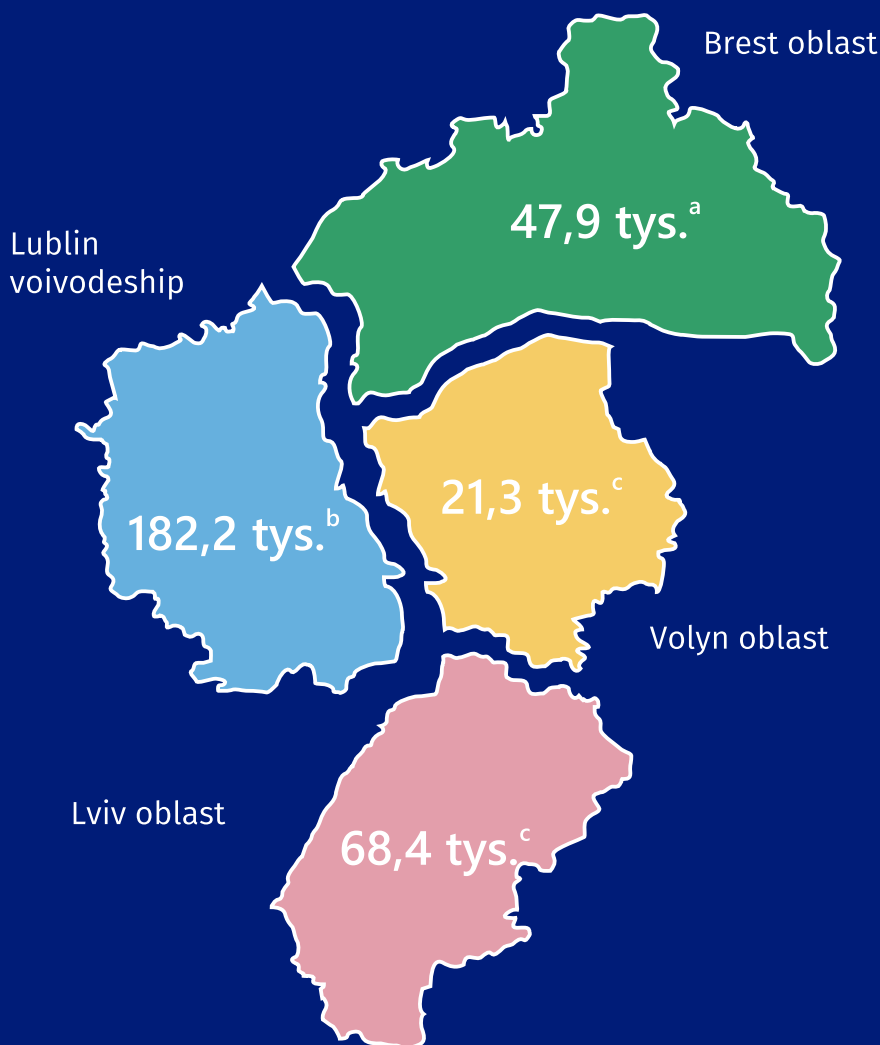 Brest oblast
47,9 tys.a
Lublin
voivodeship
21,3 tys.c
182,2 tys.b
Volyn oblast
Lviv oblast
68,4 tys.c